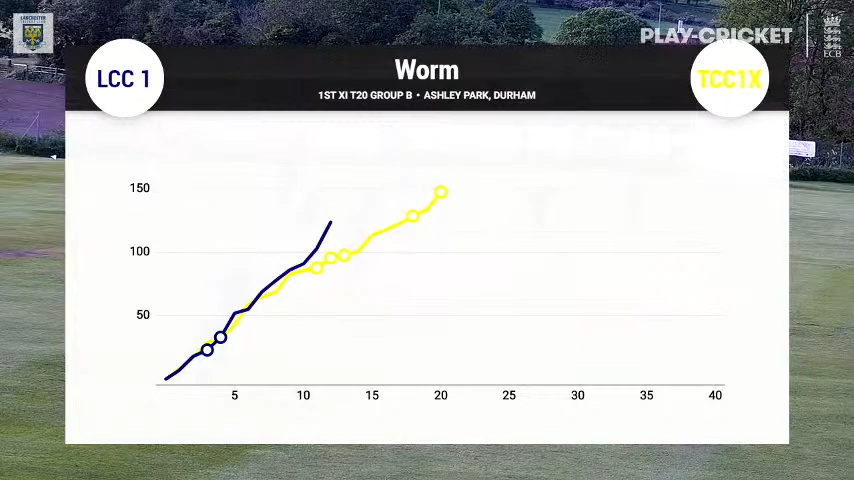 LANCHESTER
PLAY-CRICKET
ECB
LCC 1
Worm
TCC1X
1ST XI T20 GROUP B • ASHLEY PARK, DURHAM
150
100
50
5 10 15 20 25 30 35 40